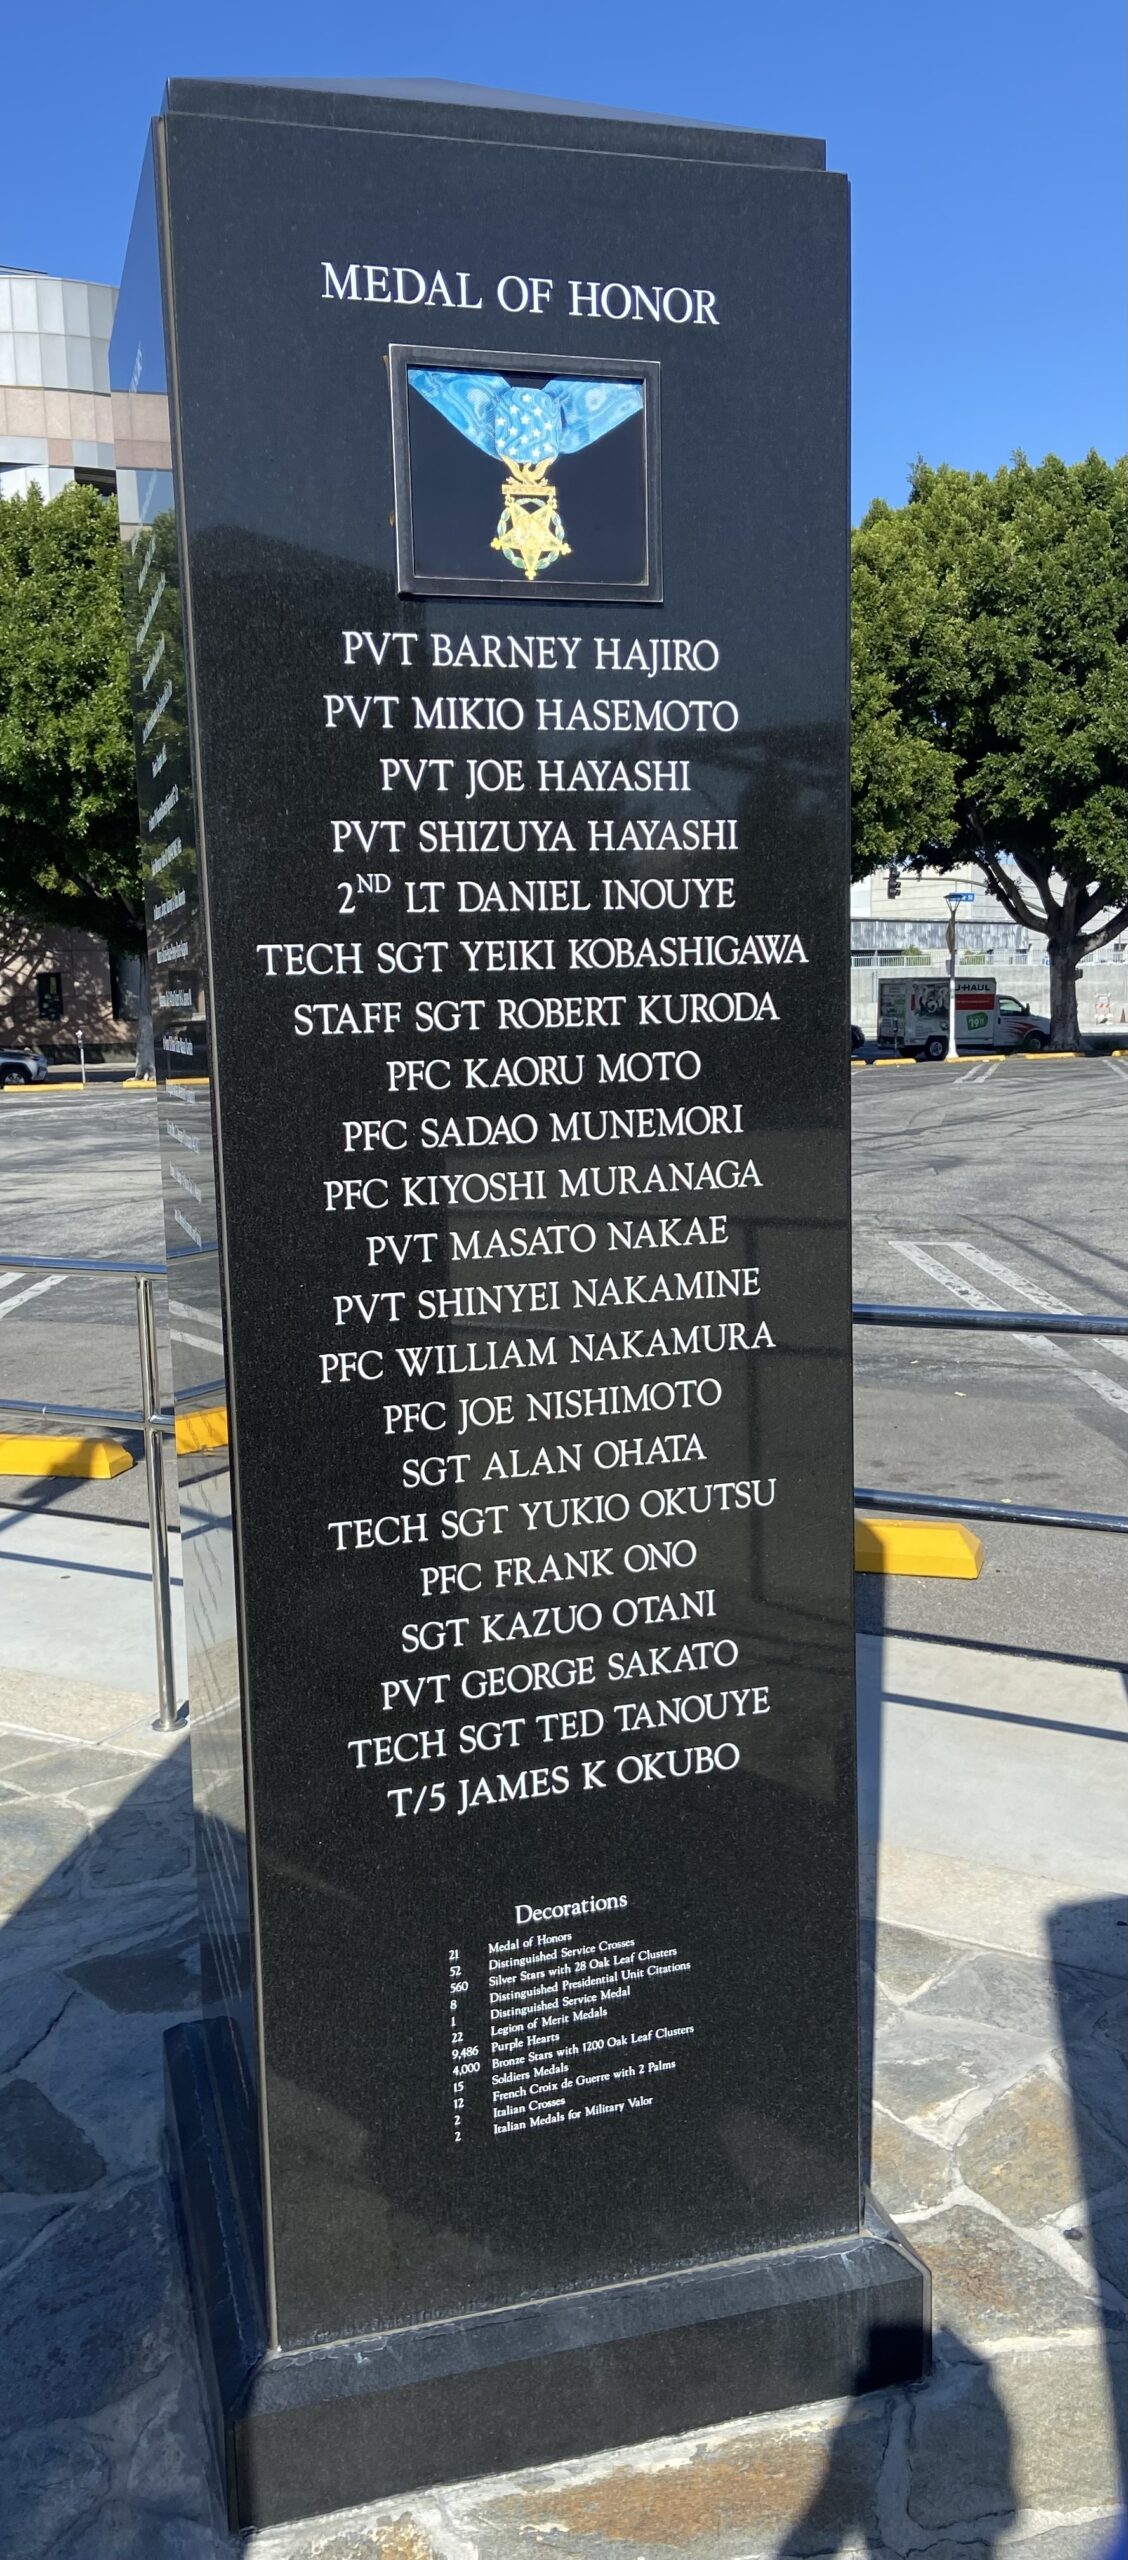 MEDAL OF HONOR
PVT BARNEY HAJIRO
PVT MIKIO HASEMOTO
PVT JOE HAYASHI
PVT SHIZUYA HAYASHI
2ND LT DANIEL INOUYE
TECH SGT YEIKI KOBASHIGAWA
STAFF SGT ROBERT KURODA
PFC KAORU MOTO
PFC SADAO MUNEMORI
PFC KIYOSHI MURANAGA
PVT MASATO NAKAE
PVT SHINYEI NAKAMINE
PFC WILLIAM NAKAMURA
PFC JOE NISHIMOTO
SGT ALAN OHATA
TECH SGT YUKIO OKUTSU
PFC FRANK ONO
SGT KAZUO OTANI
PVT GEORGE SAKATO
TECH SGT TED TANOUYE
T/5 JAMES K OKUBO
Decorations
21 Medal of Honors
52 Distinguished Service Crosses
560 Silver Stars with 28 Oak Leaf Clusters
8 Distinguished Presidential Unit Citations
1 Distinguished Service Medal
22 Legion of Merit Medals
9,486 Purple Hearts
4,000 Bronze Stars with 1200 Oak Leaf Clusters
15 Soldiers Medals
12 French Croix de Guerre with 2 Palms
2 Italian Crosses
2 Italian Medals for Military Valor
U-HAUL